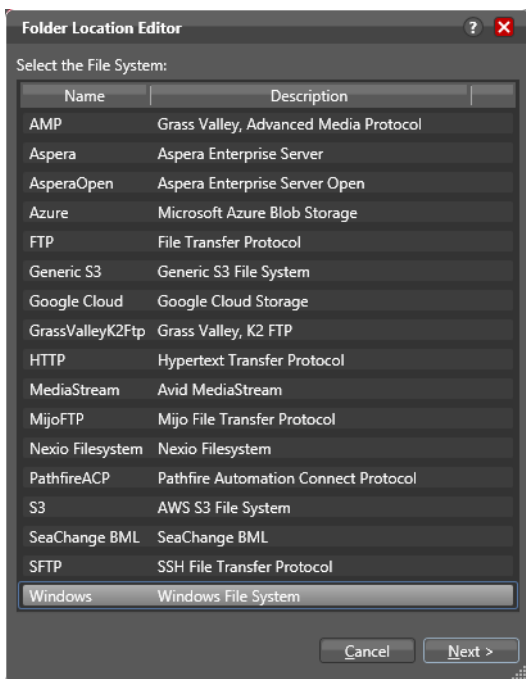 Folder Location Editor ?
Select the File System:
Name Description
AMP Grass Valley, Advanced Media Protocol
Aspera Aspera Enterprise Server
AsperaOpen Aspera Enterprise Server Open
Azure Microsoft Azure Blob Storage
FTP File Transfer Protocol
Generic S3 Generic S3 File System
Google Cloud Google Cloud Storage
GrassValleyK2Ftp Grass Valley, K2 FTP
HTTP Hypertext Transfer Protocol
MediaStream Avid MediaStream
MijoFTP Mijo File Transfer Protocol
Nexio Filesystem Nexio Filesystem
PathfireACP Pathfire Automation Connect Protocol
S3 AWS S3 File System
SeaChange BML SeaChange BML
SFTP SSH File Transfer Protocol
Windows Windows File System
Cancel Next >